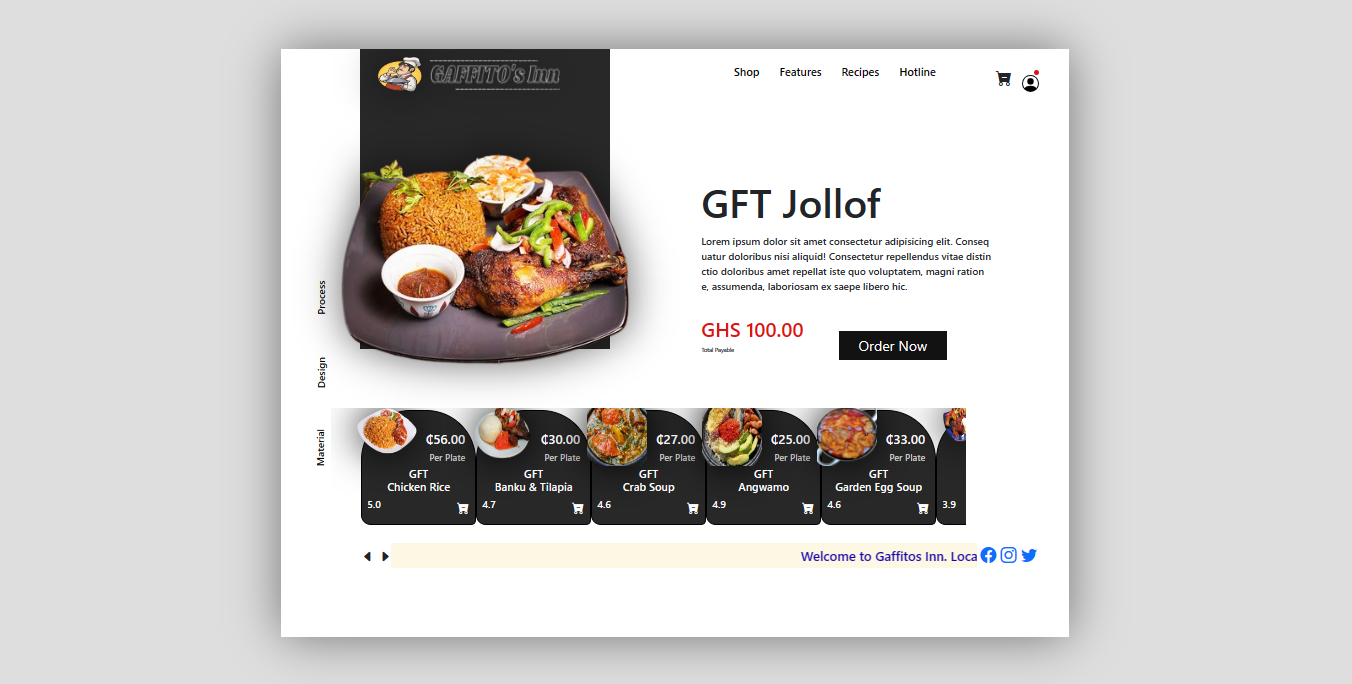 GAFFITO's Inn
Shop
Features
Recipes
Hotline
GFT Jollof
Lorem ipsum dolor sit amet consectetur adipisicing elit. Conseq
uatur doloribus nisi aliquid! Consectetur repellendus vitae distin
ctio doloribus amet repellat iste quo voluptatem, magni ration
e, assumenda, laboriosam ex saepe libero hic.
GHS 100.00
Total Payable
Order Now
Process
Design
Material
₵56.00
Per Plate
GFT
Chicken Rice
5.0
₵30.00
Per Plate
GFT
Banku & Tilapia
4.7
₵27.00
Per Plate
GFT
Crab Soup
4.6
₵25.00
Per Plate
GFT
Angwamo
4.9
₵33.00
Per Plate
GFT
Garden Egg Soup
4.6
3.9
Welcome to Gaffitos Inn. Loca